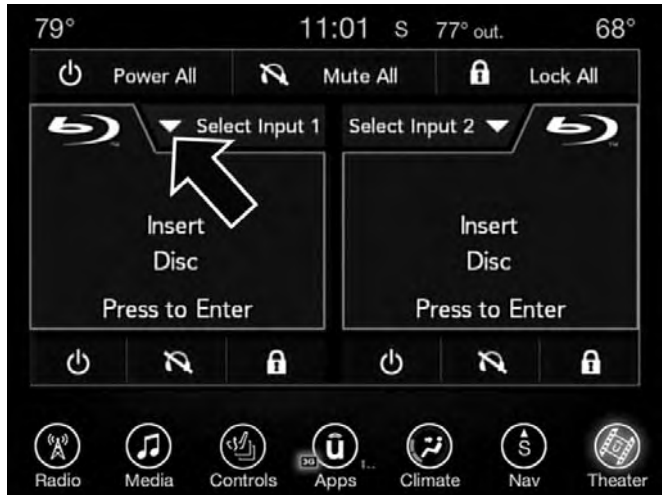 79° 11:01 S 77° out. 68°
Power All Mute All Lock All
Select Input 1 Select Input 2
Insert
Disc
Press to Enter
Insert
Disc
Press to Enter
Radio Media Controls 3G û Apps Climate S Nav Theater